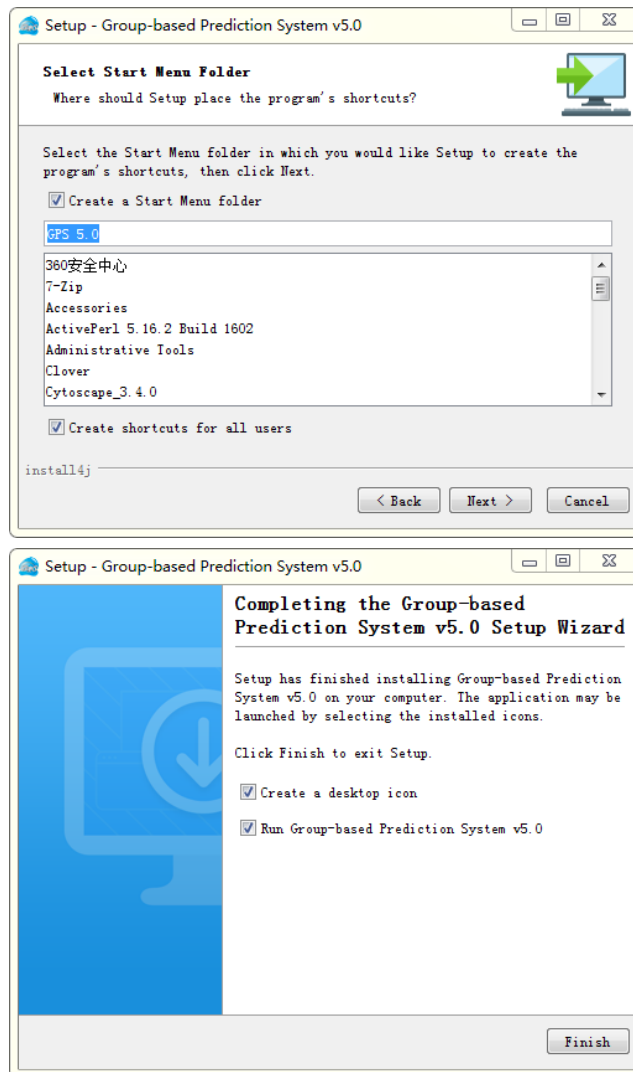 Setup - Group-based Prediction System v5.0
Select Start Menu Folder
Where should Setup place the program's shortcuts?
Select the Start Menu folder in which you would like Setup to create the
program's shortcuts, then click Next.
Create a Start Menu folder
GPS 5.0
360安全中心
7-Zip
Accessories
ActivePerl 5.16.2 Build 1602
Administrative Tools
Clover
Cytoscape_3.4.0
Create shortcuts for all users
install4j
< Back Next > Cancel
Setup - Group-based Prediction System v5.0
Completing the Group-based
Prediction System v5.0 Setup Wizard
Setup has finished installing Group-based Prediction
System v5.0 on your computer. The application may be
launched by selecting the installed icons.
Click Finish to exit Setup.
Create a desktop icon
Run Group-based Prediction System v5.0
Finish